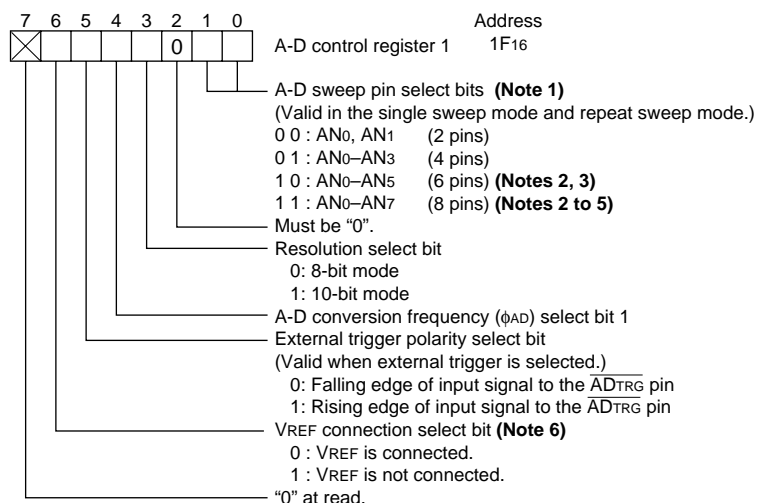 7 6 5 4 3 2 1 0 Address
0 A-D control register 1 1F16
A-D sweep pin select bits (Note 1)
(Valid in the single sweep mode and repeat sweep mode.)
0 0 : AN0, AN1 (2 pins)
0 1 : AN0–AN3 (4 pins)
1 0 : AN0–AN5 (6 pins) (Notes 2, 3)
1 1 : AN0–AN7 (8 pins) (Notes 2 to 5)
Must be “0”.
Resolution select bit
0: 8-bit mode
1: 10-bit mode
A-D conversion frequency (ϕAD) select bit 1
External trigger polarity select bit
(Valid when external trigger is selected.)
0: Falling edge of input signal to the ADTRG pin
1: Rising edge of input signal to the ADTRG pin
VREF connection select bit (Note 6)
0 : VREF is connected.
1 : VREF is not connected.
“0” at read.